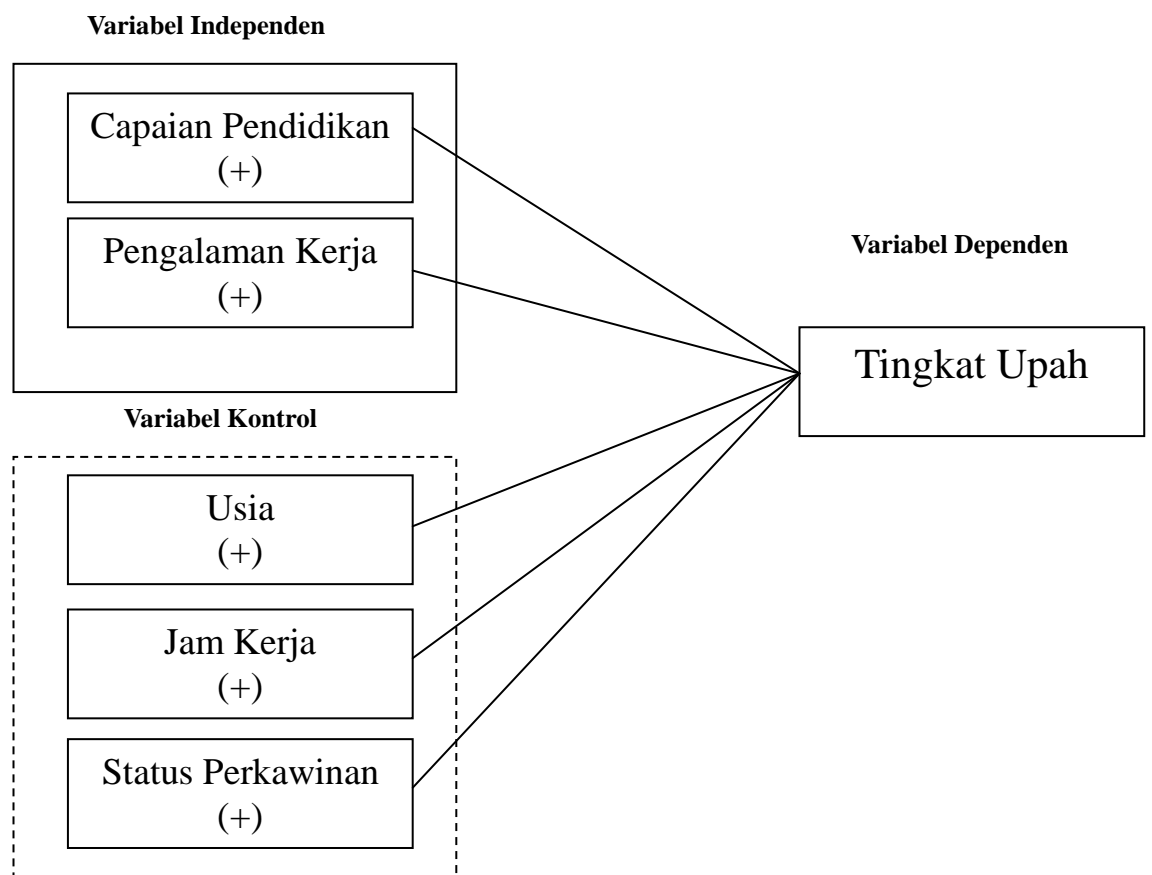 Variabel Independen
Capaian Pendidikan
(+)
Pengalaman Kerja
(+)
Variabel Dependen
Tingkat Upah
Variabel Kontrol
Usia
(+)
Jam Kerja
(+)
Status Perkawinan
(+)